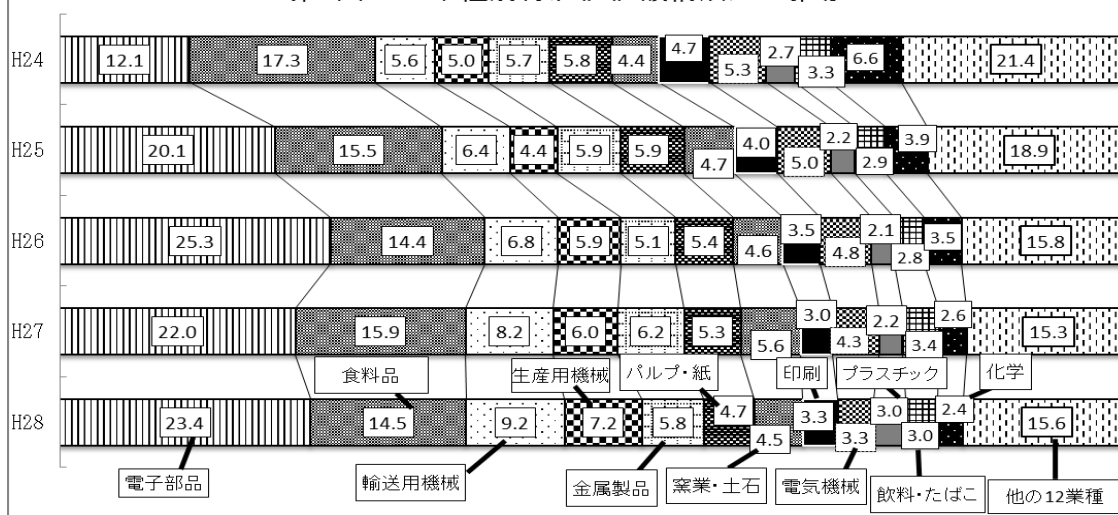 H24 12.1 17.3 5.6 5.0 5.7 5.8 4.4 4.7 5.3 2.7 3.3 6.6 21.4
H25 20.1 15.5 6.4 4.4 5.9 5.9 4.7 4.0 5.0 2.2 2.9 3.9 18.9
H26 25.3 14.4 6.8 5.9 5.1 5.4 4.6 3.5 4.8 2.1 2.8 3.5 15.8
H27 22.0 15.9 8.2 6.0 6.2 5.3 5.6 3.0 4.3 2.2 3.4 2.6 15.3
食料品 生産用機械 パルプ・紙 印刷 プラスチック 化学
H28 23.4 14.5 9.2 7.2 5.8 4.7 4.5 3.3 3.3 3.0 3.0 2.4 15.6
電子部品 輸送用機械 金属製品 窯業・土石 電気機械 飲料・たばこ 他の12業種